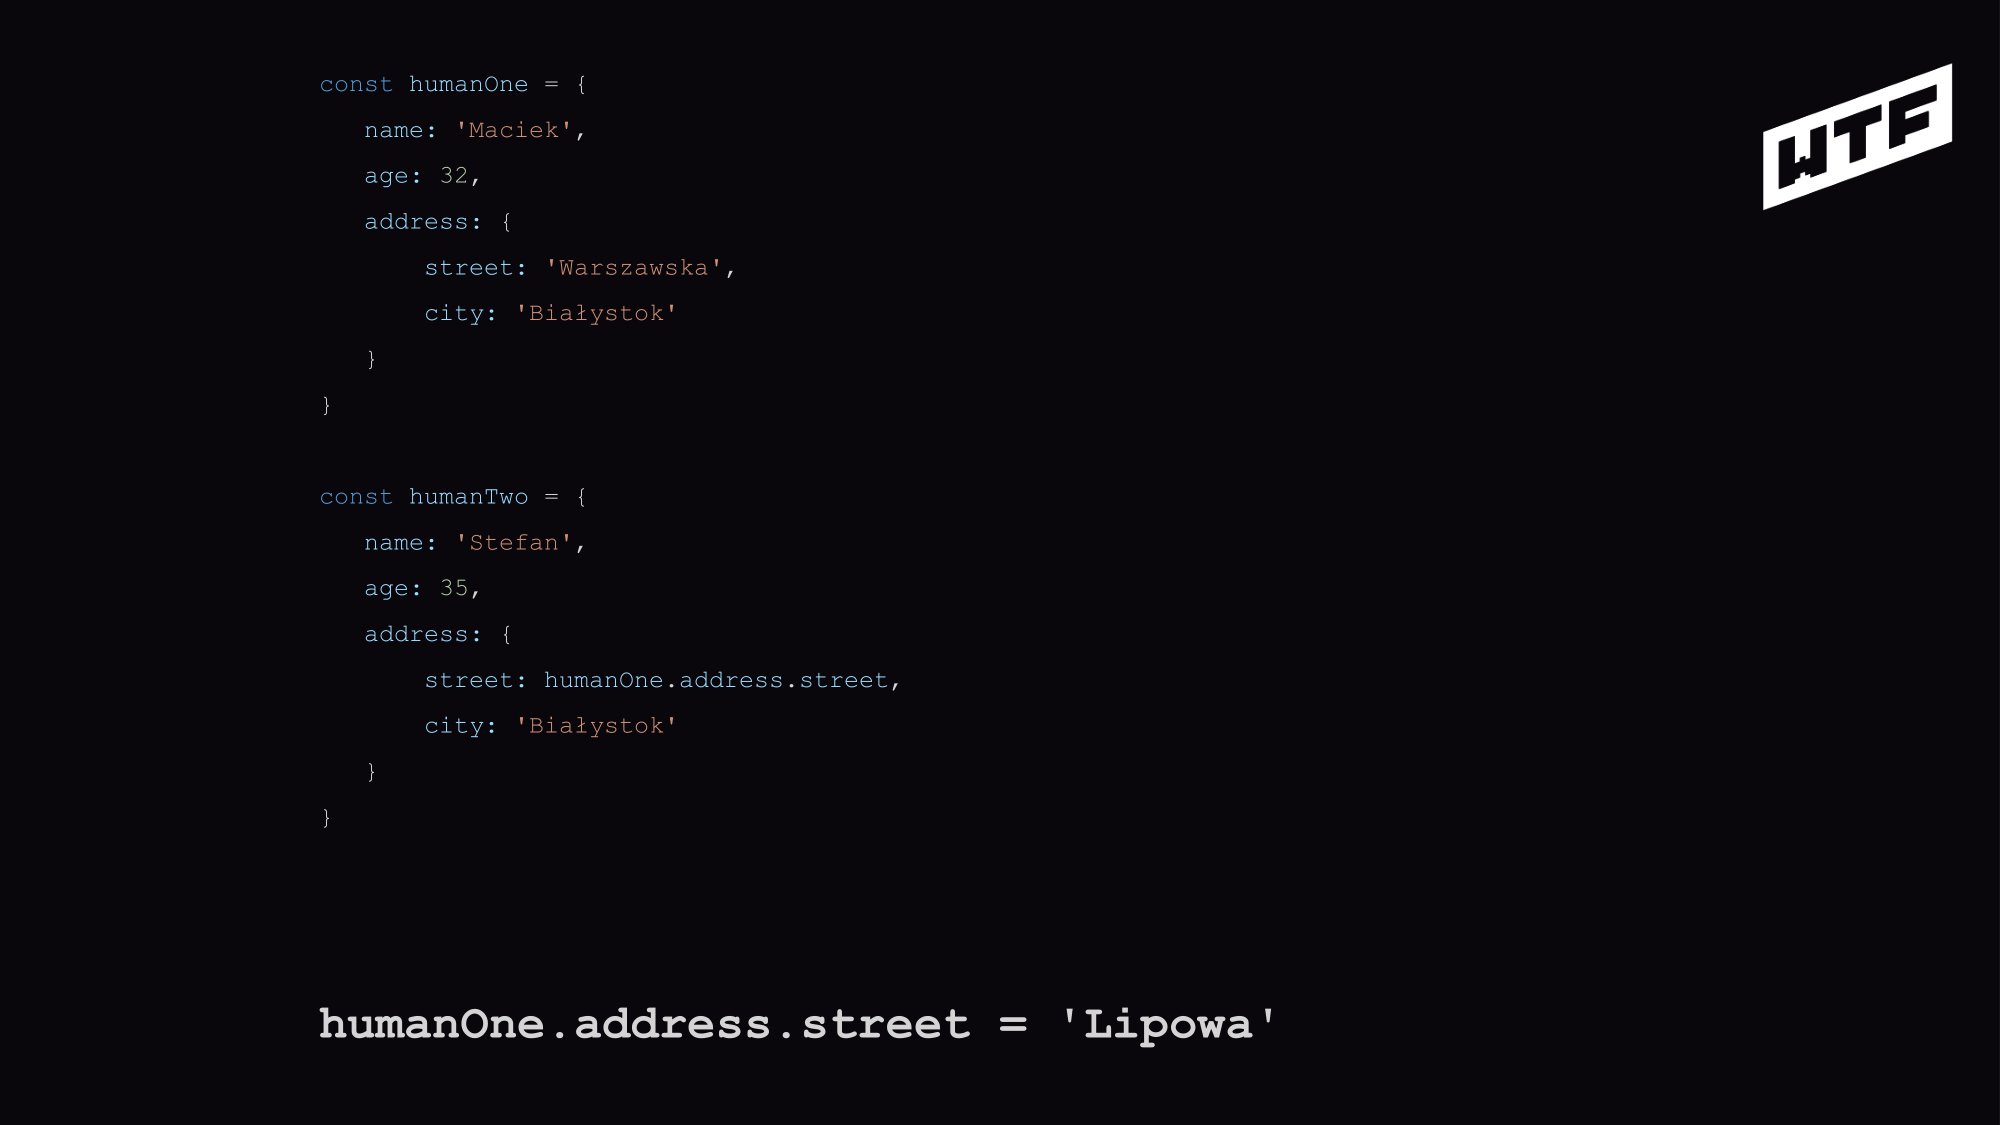 const humanOne = {
name: 'Maciek',
age: 32,
address: {
street: 'Warszawska',
city: 'Białystok'
}
}
const humanTwo = {
name: 'Stefan',
age: 35,
address: {
street: humanOne.address.street,
city: 'Białystok'
}
}
humanOne.address.street = 'Lipowa'
WTF